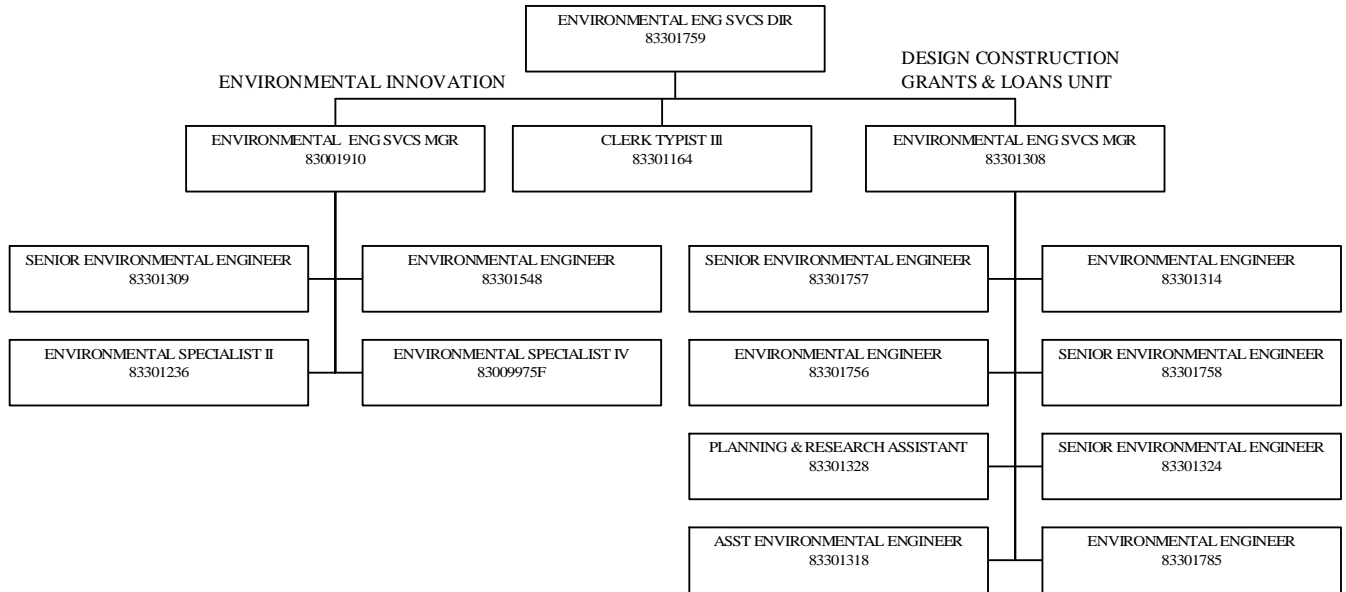 ENVIRONMENTAL ENG SVCS DIR
83301759
ENVIRONMENTAL INNOVATION
DESIGN CONSTRUCTION
GRANTS & LOANS UNIT
ENVIRONMENTAL ENG SVCS MGR
83001910
CLERK TYPIST III
83301164
ENVIRONMENTAL ENG SVCS MGR
83301308
SENIOR ENVIRONMENTAL ENGINEER
83301309
ENVIRONMENTAL ENGINEER
83301548
SENIOR ENVIRONMENTAL ENGINEER
83301757
ENVIRONMENTAL ENGINEER
83301314
ENVIRONMENTAL SPECIALIST II
83301236
ENVIRONMENTAL SPECIALIST IV
83009975F
ENVIRONMENTAL ENGINEER
83301756
SENIOR ENVIRONMENTAL ENGINEER
83301758
PLANNING & RESEARCH ASSISTANT
83301328
SENIOR ENVIRONMENTAL ENGINEER
83301324
ASST ENVIRONMENTAL ENGINEER
83301318
ENVIRONMENTAL ENGINEER
83301785